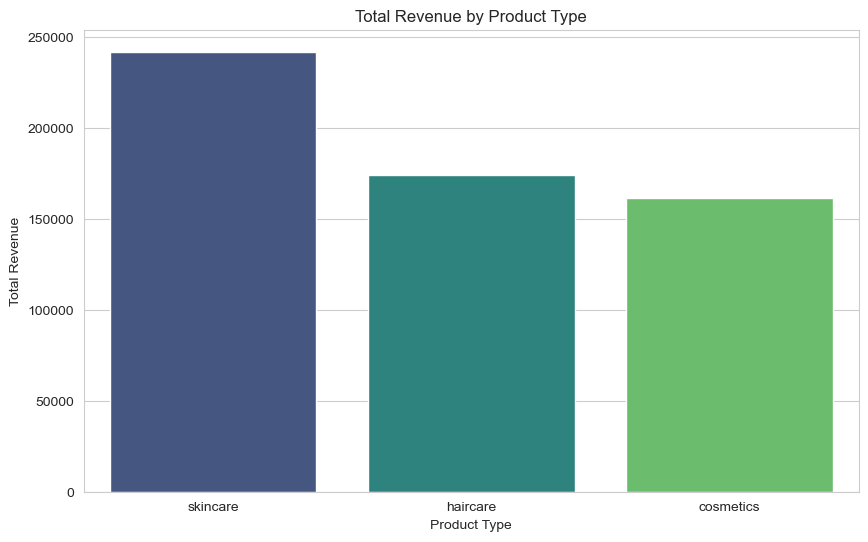 Total Revenue by Product Type
Total Revenue
250000
200000
150000
100000
50000
0
skincare
haircare
cosmetics
Product Type